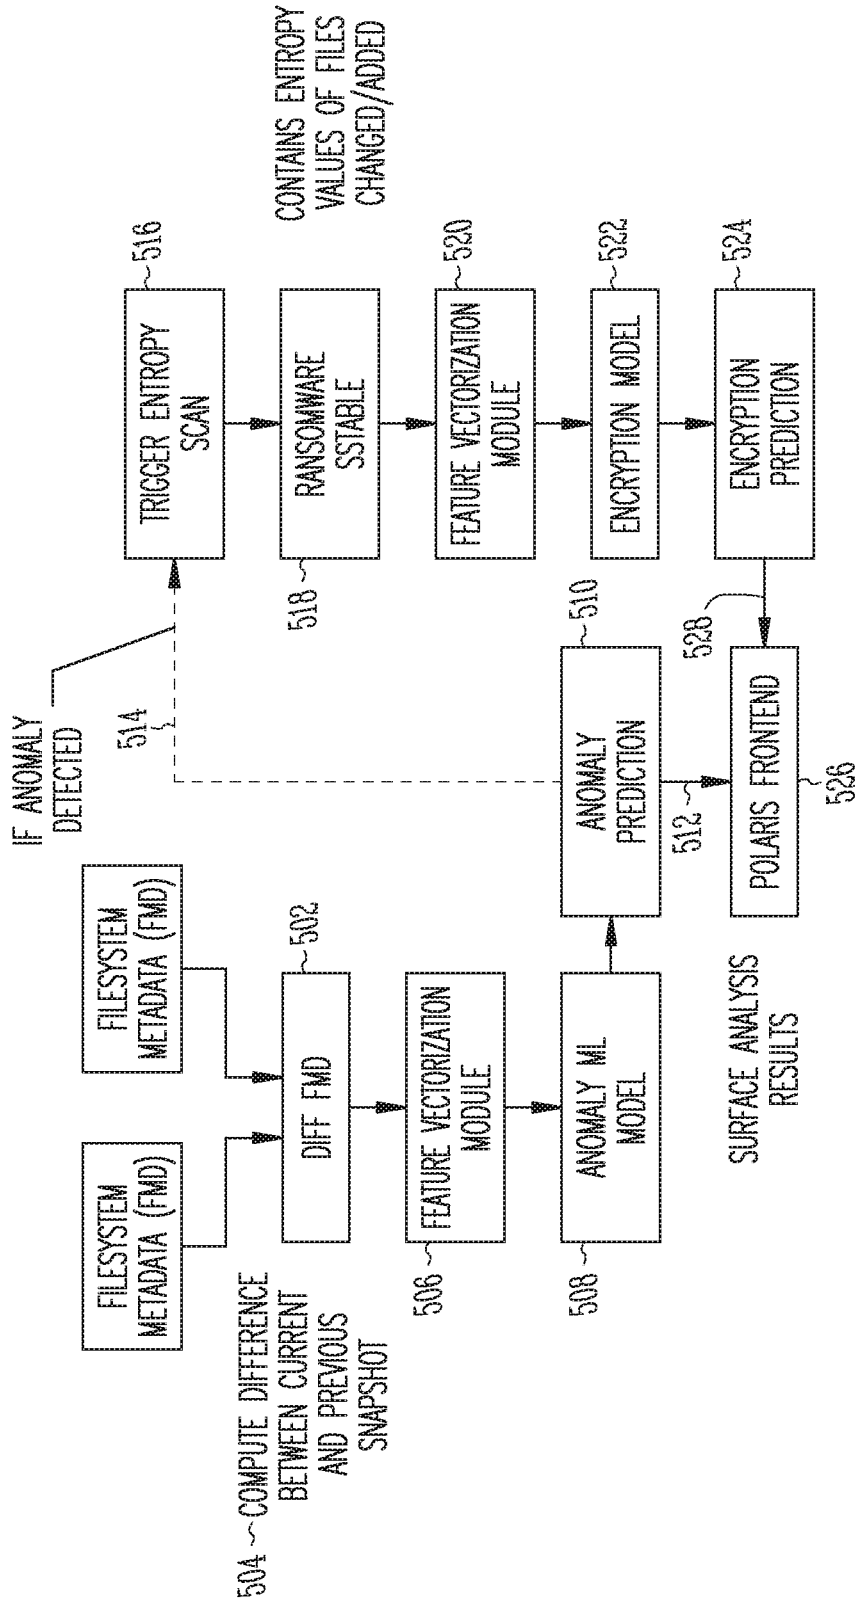 FILESYSTEM
METADATA (FMD)
FILESYSTEM
METADATA (FMD)
504
COMPUTE DIFFERENCE
BETWEEN CURRENT
AND PREVIOUS
SNAPSHOT
DIFF FMD
502
506
FEATURE VECTORIZATION
MODULE
508
ANOMALY ML
MODEL
ANOMALY
PREDICTION
510
512
IF ANOMALY
DETECTED
514
TRIGGER ENTROPY
SCAN
516
RANSOMWARE
SSTABLE
518
CONTAINS ENTROPY
VALUES OF FILES
CHANGED/ADDED
FEATURE VECTORIZATION
MODULE
520
ENCRYPTION MODEL
522
ENCRYPTION
PREDICTION
524
528
SURFACE ANALYSIS
RESULTS
POLARIS FRONTEND
526